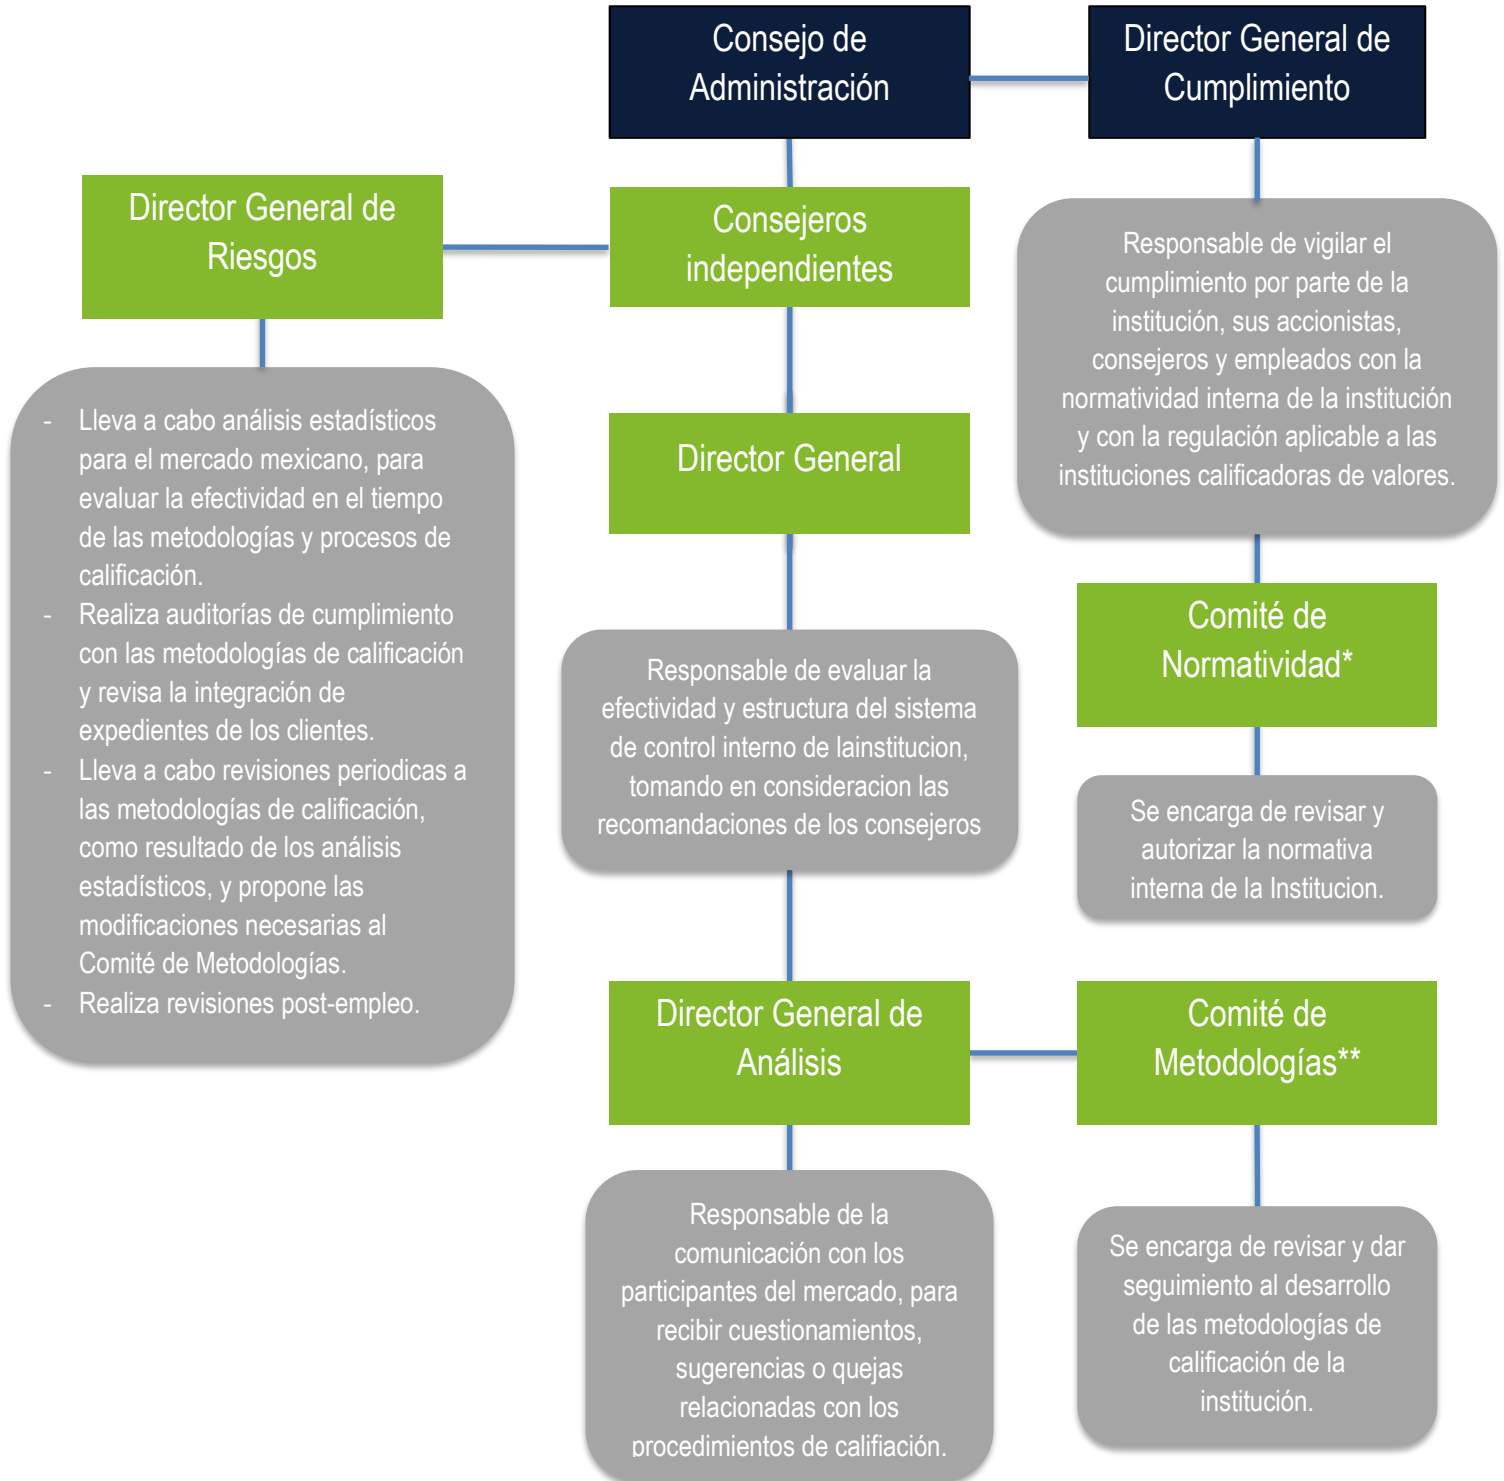 Consejo de
Administración
Director General de
Cumplimiento
Director General de
Riesgos
Consejeros
independientes
Responsable de vigilar el
cumplimiento por parte de la
institución, sus accionistas,
consejeros y empleados con la
normatividad interna de la institución
y con la regulación aplicable a las
instituciones calificadoras de valores.
- Lleva a cabo análisis estadísticos
para el mercado mexicano, para
evaluar la efectividad en el tiempo
de las metodologías y procesos de
calificación.
- Realiza auditorías de cumplimiento
con las metodologías de calificación
y revisa la integración de
expedientes de los clientes.
- Lleva a cabo revisiones periodicas a
las metodologías de calificación,
como resultado de los análisis
estadísticos, y propone las
modificaciones necesarias al
Comité de Metodologías.
- Realiza revisiones post-empleo.
Director General
Comité de
Normatividad*
Responsable de evaluar la
efectividad y estructura del sistema
de control interno de lainstitucion,
tomando en consideracion las
recomandaciones de los consejeros
Se encarga de revisar y
autorizar la normativa
interna de la Institucion.
Director General de
Análisis
Comité de
Metodologías**
Responsable de la
comunicación con los
participantes del mercado, para
recibir cuestionamientos,
sugerencias o quejas
relacionadas con los
procedimientos de califiación.
Se encarga de revisar y dar
seguimiento al desarrollo
de las metodologías de
calificación de la
institución.